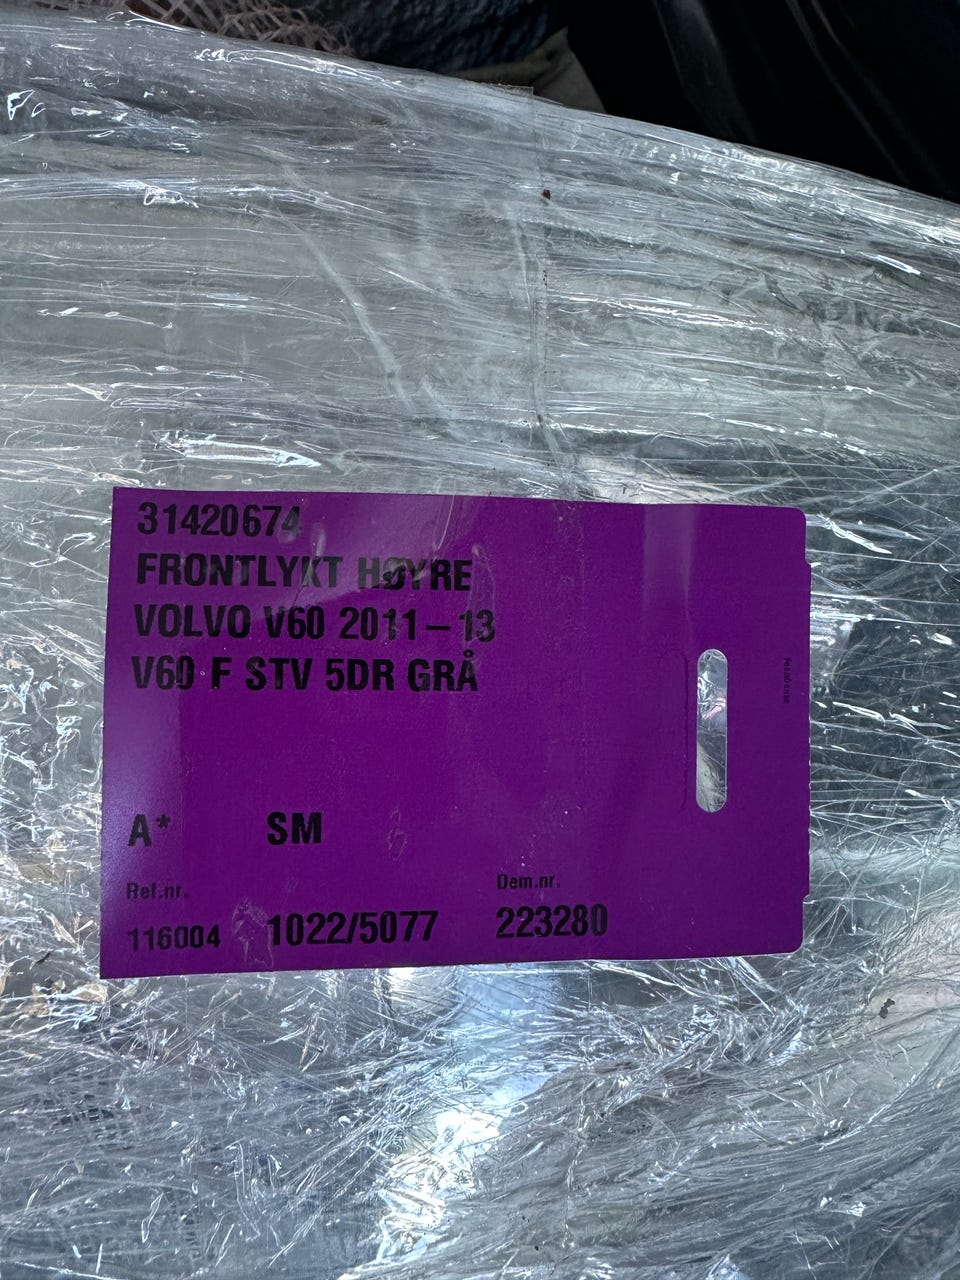 31420674
FRONTLYKT HØYRE
VOLVO V60 2011 – 13
V60 F STV 5DR GRÅ
A* SM
Ref.nr. Dem.nr.
116004 1022/5077 223280